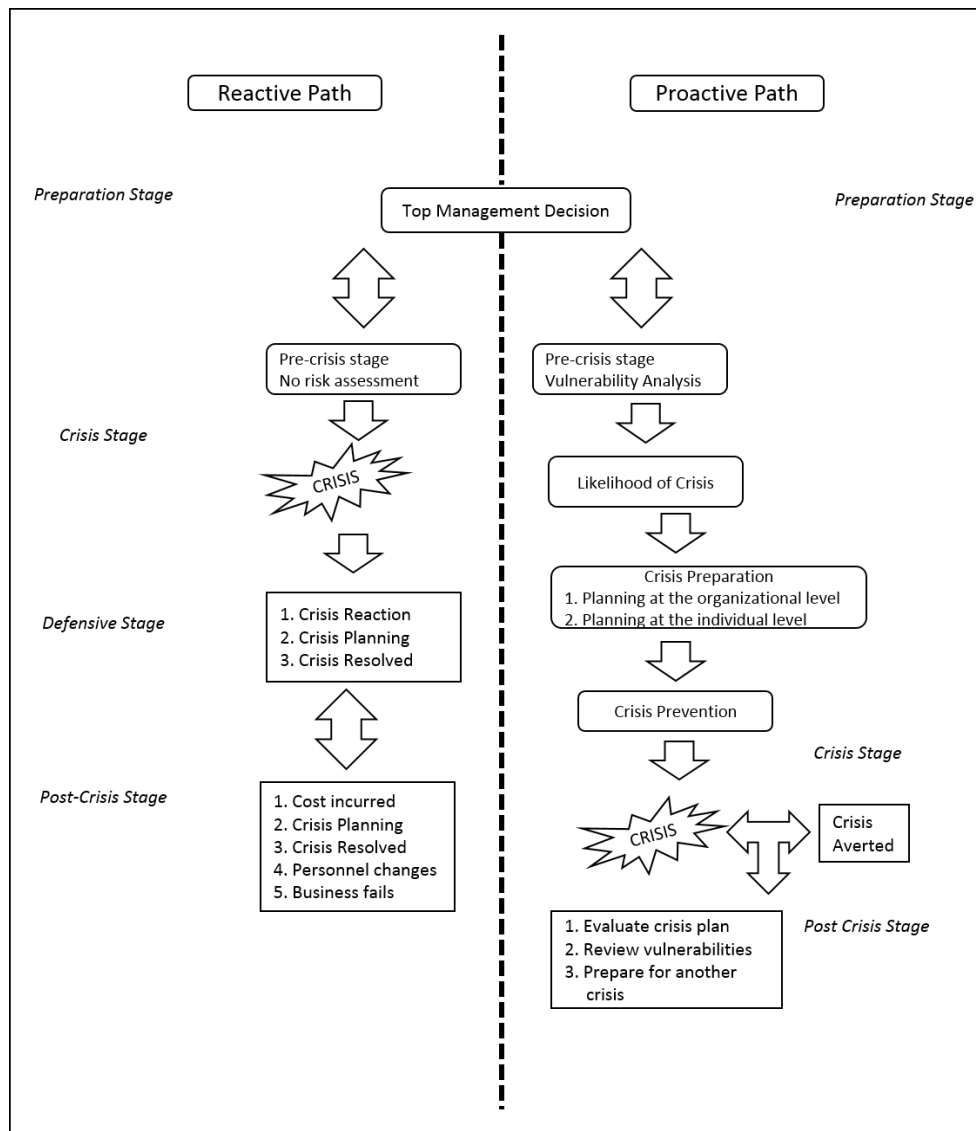 Reactive Path
Proactive Path
Preparation Stage
Preparation Stage
Top Management Decision
Pre-crisis stage
No risk assessment
Pre-crisis stage
Vulnerability Analysis
Crisis Stage
CRISIS
Likelihood of Crisis
Crisis Preparation
1. Planning at the organizational level
2. Planning at the individual level
Defensive Stage
1. Crisis Reaction
2. Crisis Planning
3. Crisis Resolved
Crisis Prevention
Crisis Stage
Post-Crisis Stage
1. Cost incurred
2. Crisis Planning
3. Crisis Resolved
4. Personnel changes
5. Business fails
CRISIS
Crisis
Averted
1. Evaluate crisis plan
2. Review vulnerabilities
3. Prepare for another
crisis
Post Crisis Stage